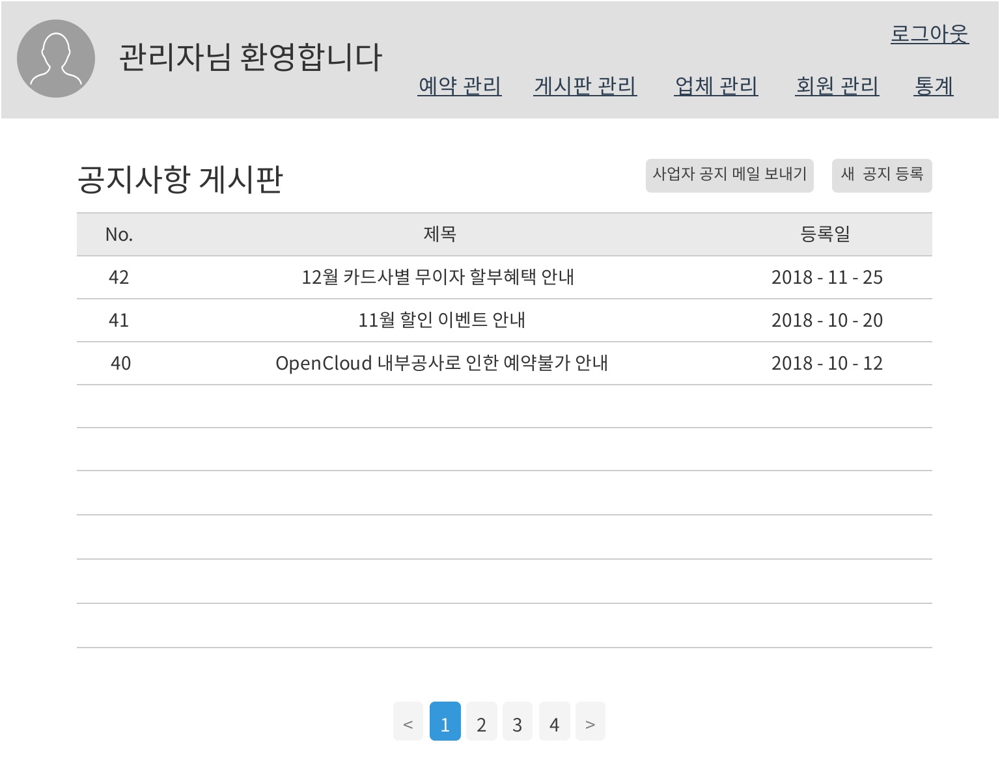 관리자님 환영합니다
로그아웃
예약 관리 게시판 관리 업체 관리 회원 관리 통계
공지사항 게시판
사업자 공지 메일 보내기 새 공지 등록
No. 제목 등록일
42 12월 카드사별 무이자 할부혜택 안내 2018 - 11 - 25
41 11월 할인 이벤트 안내 2018 - 10 - 20
40 OpenCloud 내부공사로 인한 예약불가 안내 2018 - 10 - 12
< 1 2 3 4 >